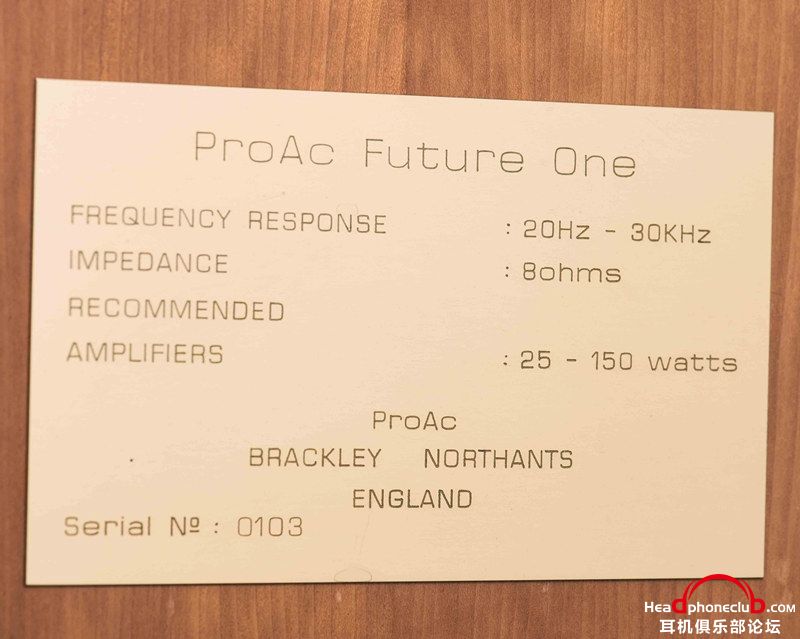 ProAc Future One
FREQUENCY RESPONSE : 20Hz - 30KHz
IMPEDANCE : 8ohms
RECOMMENDED
AMPLIFIERS : 25 - 150 watts
ProAc
BRACKLEY NORTHANTS
ENGLAND
Serial Nº : 0103
HeadphonecluD.com
耳机俱乐部论坛